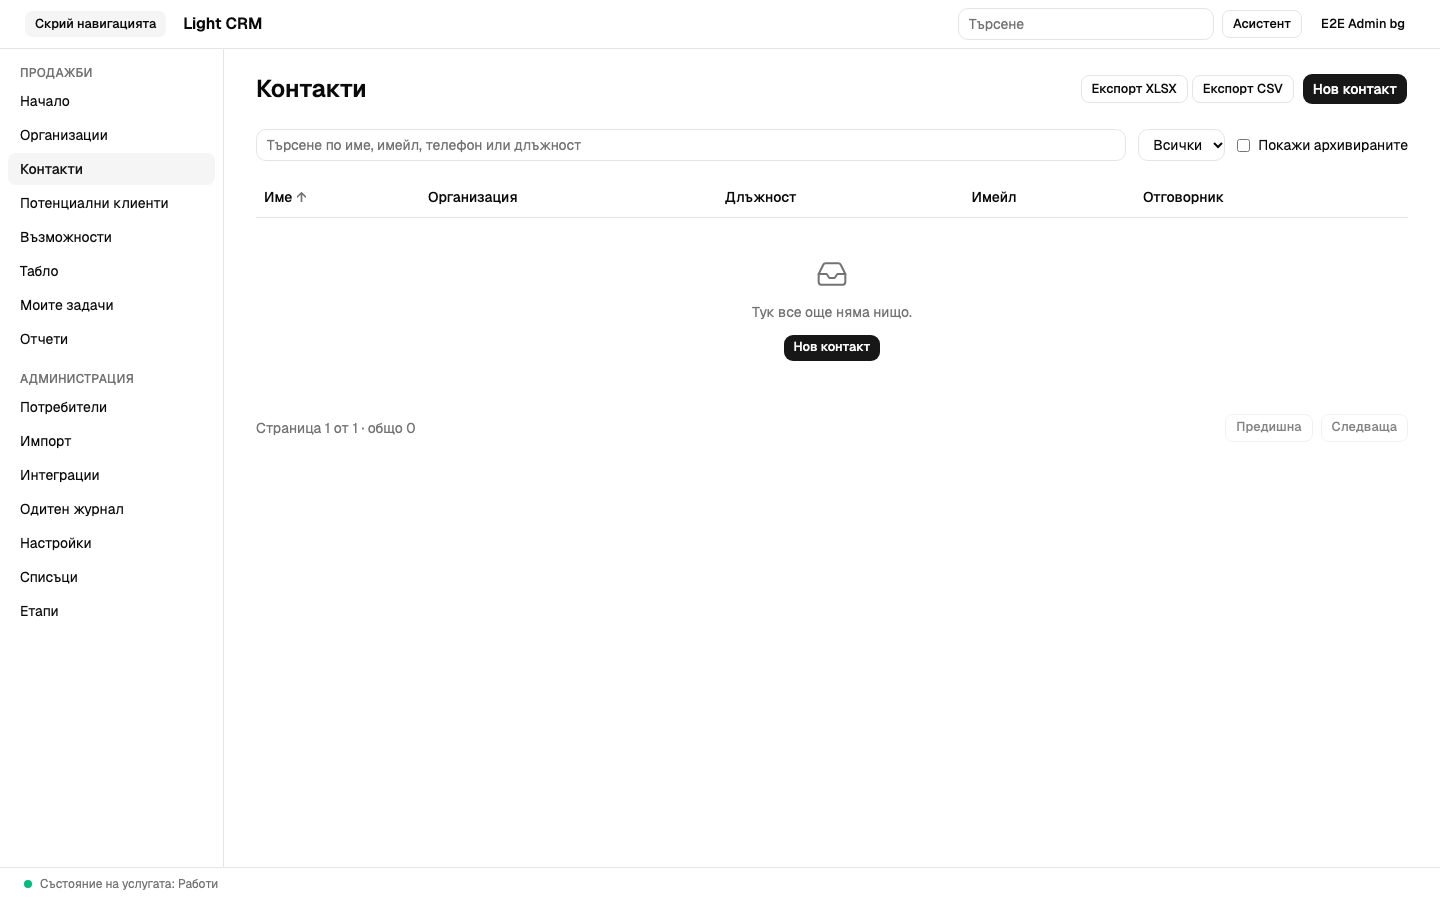 Скрий навигацията
Light CRM
Търсене
Асистент
E2E Admin bg
ПРОДАЖБИ
Начало
Организации
Контакти
Потенциални клиенти
Възможности
Табло
Моите задачи
Отчети
АДМИНИСТРАЦИЯ
Потребители
Импорт
Интеграции
Одитен журнал
Настройки
Списъци
Етапи
Контакти
Експорт XLSX
Експорт CSV
Нов контакт
Търсене по име, имейл, телефон или длъжност
Всички
Покажи архивираните
Име ↑
Организация
Длъжност
Имейл
Отговорник
Тук все още няма нищо.
Нов контакт
Страница 1 от 1 · общо 0
Предишна
Следваща
Състояние на услугата: Работи